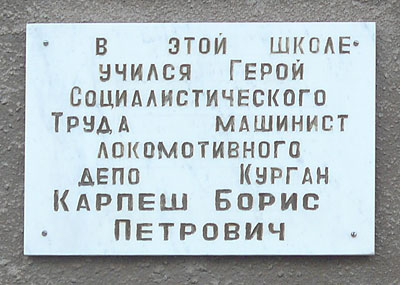 В ЭТОЙ ШКОЛЕ
УЧИЛСЯ ГЕРОЙ
СОЦИАЛИСТИЧЕСКОГО
ТРУДА МАШИНИСТ
ЛОКОМОТИВНОГО
ДЕПО КУРГАН
КАРПЕШ БОРИС
ПЕТРОВИЧ